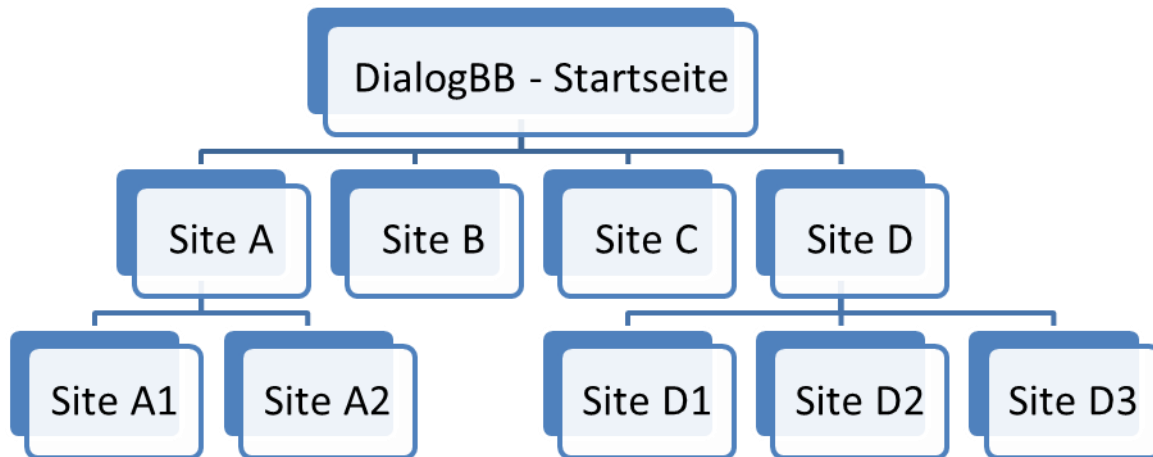 DialogBB - Startseite
Site A
Site B
Site C
Site D
Site A1
Site A2
Site D1
Site D2
Site D3